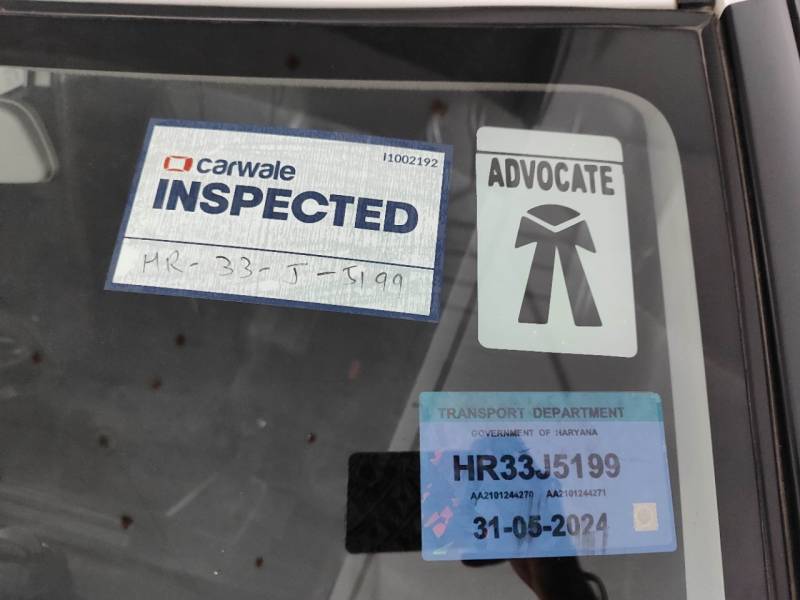 carwale
I1002192
INSPECTED
HR-33-J-5199
ADVOCATE
TRANSPORT DEPARTMENT
GOVERNMENT OF HARYANA
HR33J5199
AA2101244270 AA2101244271
31-05-2024